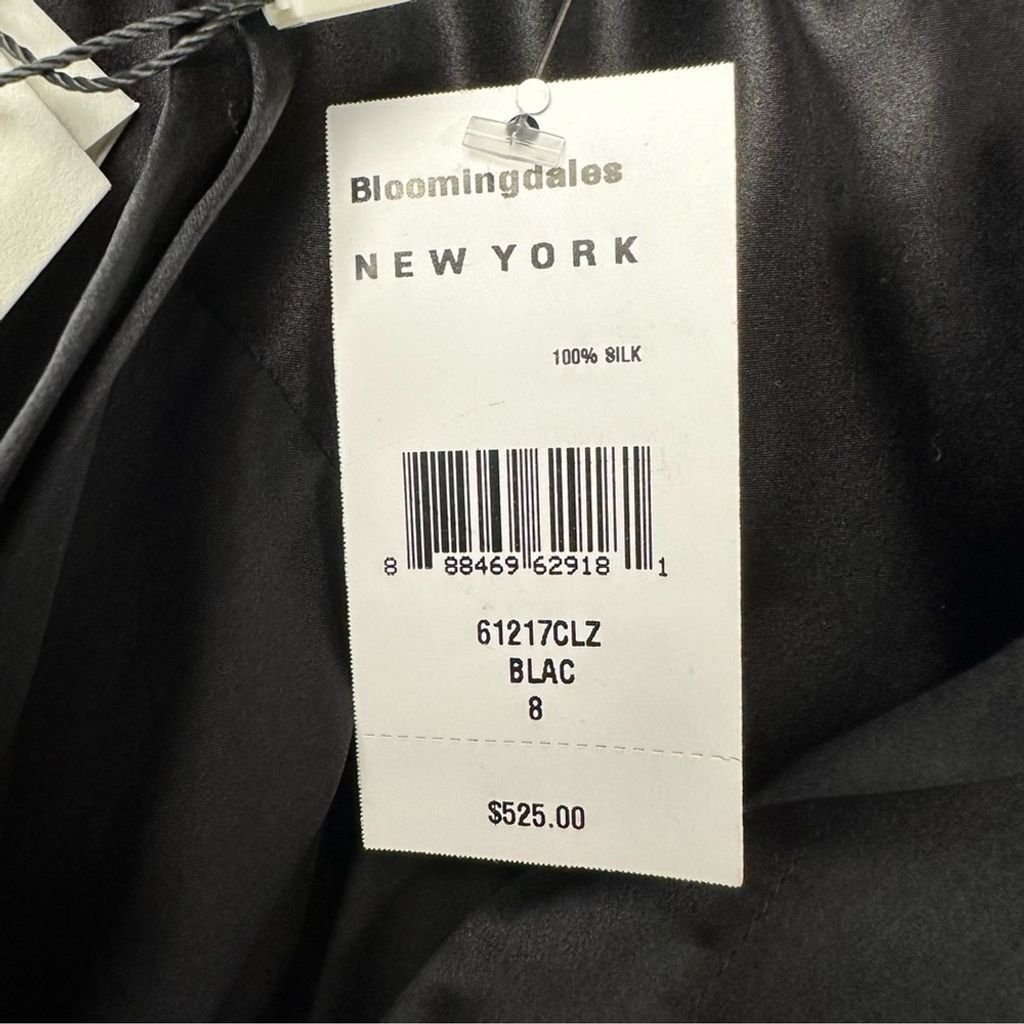 Bloomingdales
NEW YORK
100% SILK
8 88469 62918 1
61217CLZ
BLAC
8
$525.00